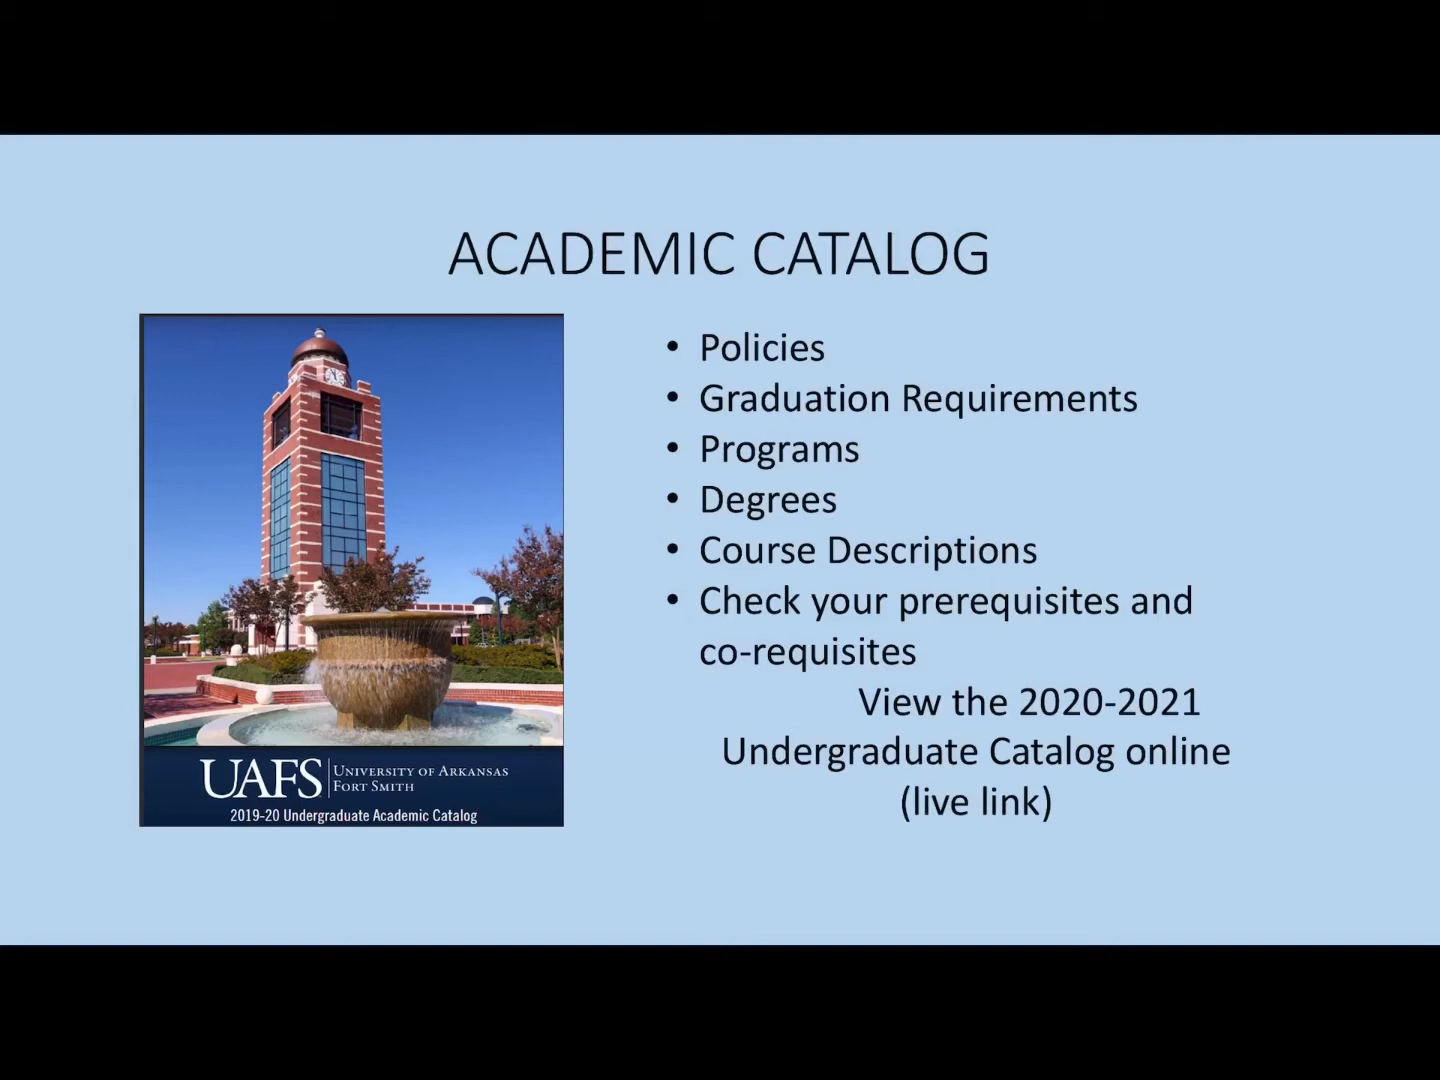 ACADEMIC CATALOG
• Policies
• Graduation Requirements
• Programs
• Degrees
• Course Descriptions
• Check your prerequisites and
co-requisites
View the 2020-2021
Undergraduate Catalog online
(live link)
UAFS UNIVERSITY OF ARKANSAS
FORT SMITH
2019-20 Undergraduate Academic Catalog